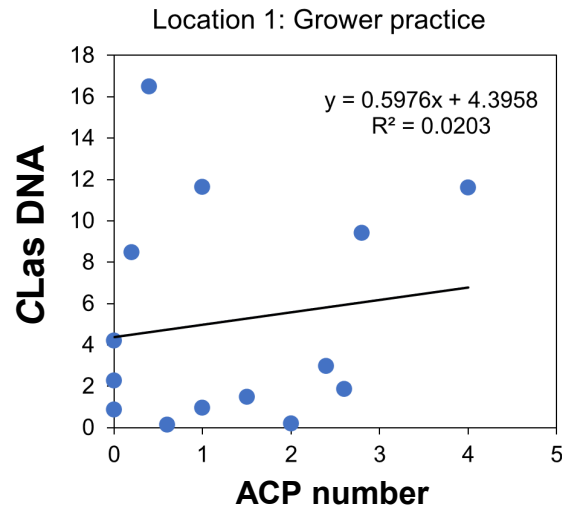 Location 1: Grower practice
18
16
14
12
10
8
6
4
2
0
y = 0.5976x + 4.3958
R² = 0.0203
CLas DNA
0 1 2 3 4 5
ACP number